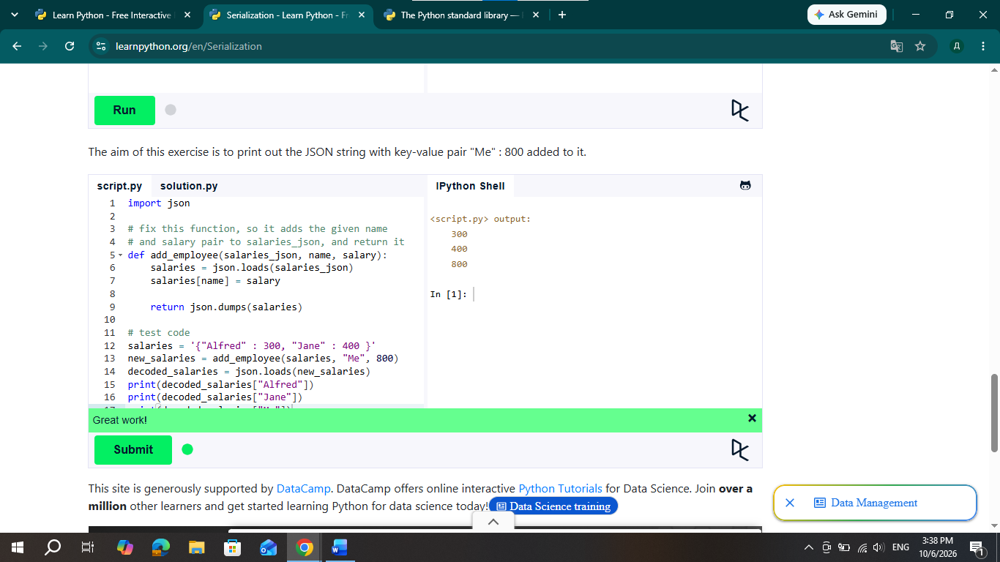 Learn Python - Free Interactive
Serialization - Learn Python - Fr
The Python standard library —
Ask Gemini
learnpython.org/en/Serialization
Д
Run
The aim of this exercise is to print out the JSON string with key-value pair "Me" : 800 added to it.
script.py
solution.py
IPython Shell
1 import json
2
3 # fix this function, so it adds the given name
4 # and salary pair to salaries_json, and return it
5 def add_employee(salaries_json, name, salary):
6 salaries = json.loads(salaries_json)
7 salaries[name] = salary
8
9 return json.dumps(salaries)
10
11 # test code
12 salaries = '{"Alfred" : 300, "Jane" : 400 }'
13 new_salaries = add_employee(salaries, "Me", 800)
14 decoded_salaries = json.loads(new_salaries)
15 print(decoded_salaries["Alfred"])
16 print(decoded_salaries["Jane"])
<script.py> output:
300
400
800
In [1]:
Great work!
Submit
This site is generously supported by DataCamp. DataCamp offers online interactive Python Tutorials for Data Science. Join over a
million other learners and get started learning Python for data science today!
Data Science training
Data Management
ENG
3:38 PM
10/6/2026
1